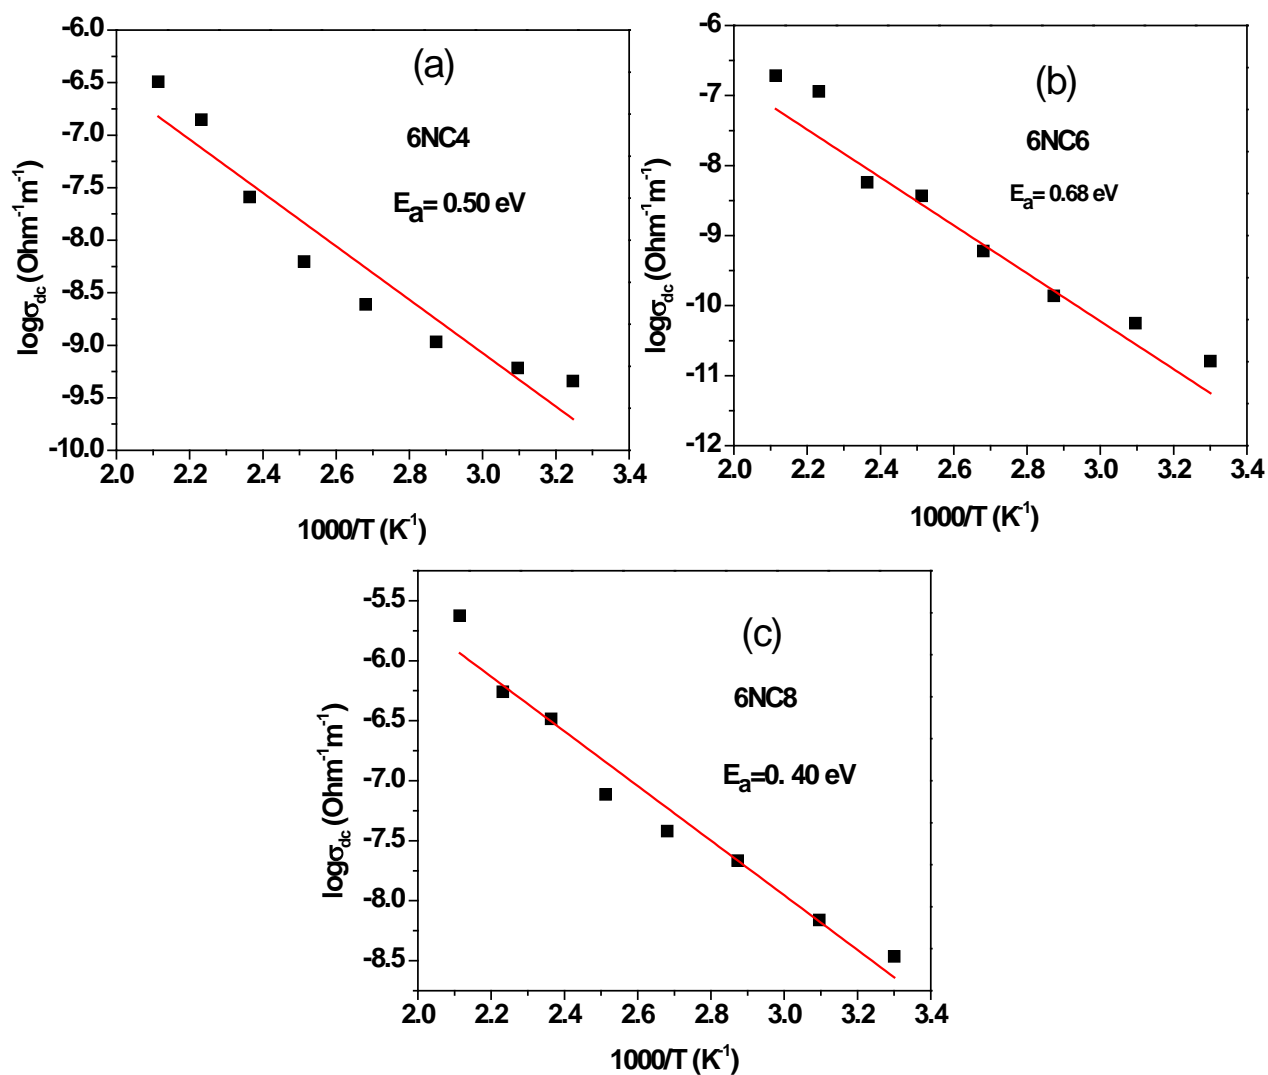 (a)
6NC4
Eₐ= 0.50 eV
logσdc (Ohm⁻¹m⁻¹)
-6.0
-6.5
-7.0
-7.5
-8.0
-8.5
-9.0
-9.5
-10.0
2.0 2.2 2.4 2.6 2.8 3.0 3.2 3.4
1000/T (K⁻¹)
(b)
6NC6
Eₐ= 0.68 eV
logσdc (Ohm⁻¹m⁻¹)
-6
-7
-8
-9
-10
-11
-12
2.0 2.2 2.4 2.6 2.8 3.0 3.2 3.4
1000/T (K⁻¹)
(c)
6NC8
Eₐ=0. 40 eV
logσdc (Ohm⁻¹m⁻¹)
-5.5
-6.0
-6.5
-7.0
-7.5
-8.0
-8.5
2.0 2.2 2.4 2.6 2.8 3.0 3.2 3.4
1000/T (K⁻¹)